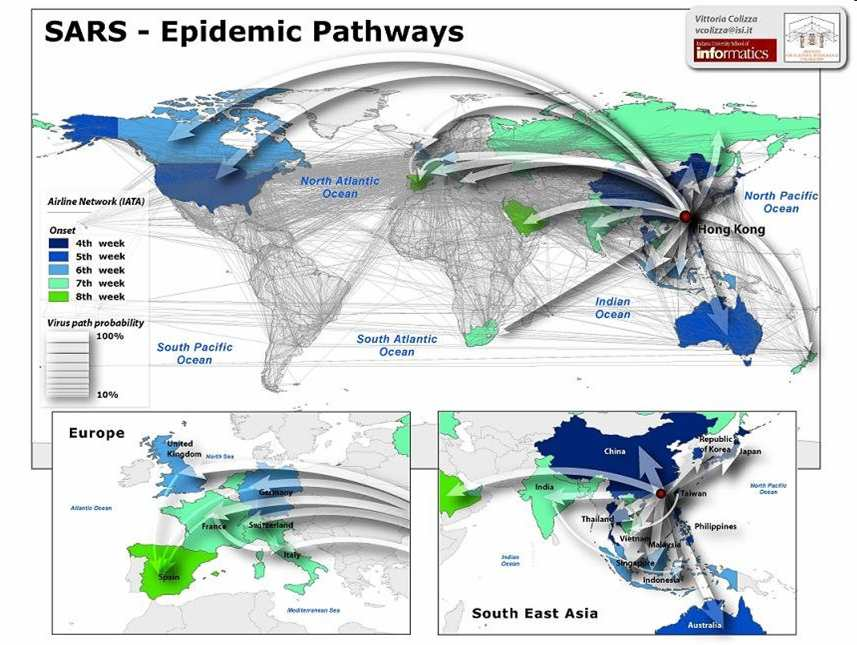 SARS - Epidemic Pathways
Vittoria Colizza
vcolizza@isi.it
Indiana University School of
informatics
North Atlantic
Ocean
North Pacific
Ocean
Hong Kong
Airline Network (IATA)
Onset
4th week
5th week
6th week
7th week
8th week
Virus path probability
100%
10%
Indian
Ocean
South Pacific
Ocean
South Atlantic
Ocean
Europe
United
Kingdom
North Sea
Atlantic Ocean
Germany
France
Switzerland
Italy
Spain
Mediterranean Sea
China
Republic
of Korea
Japan
India
Taiwan
North Pacific
Ocean
Thailand
Philippines
Vietnam
Malaysia
Indian
Ocean
Singapore
Indonesia
South East Asia
Australia